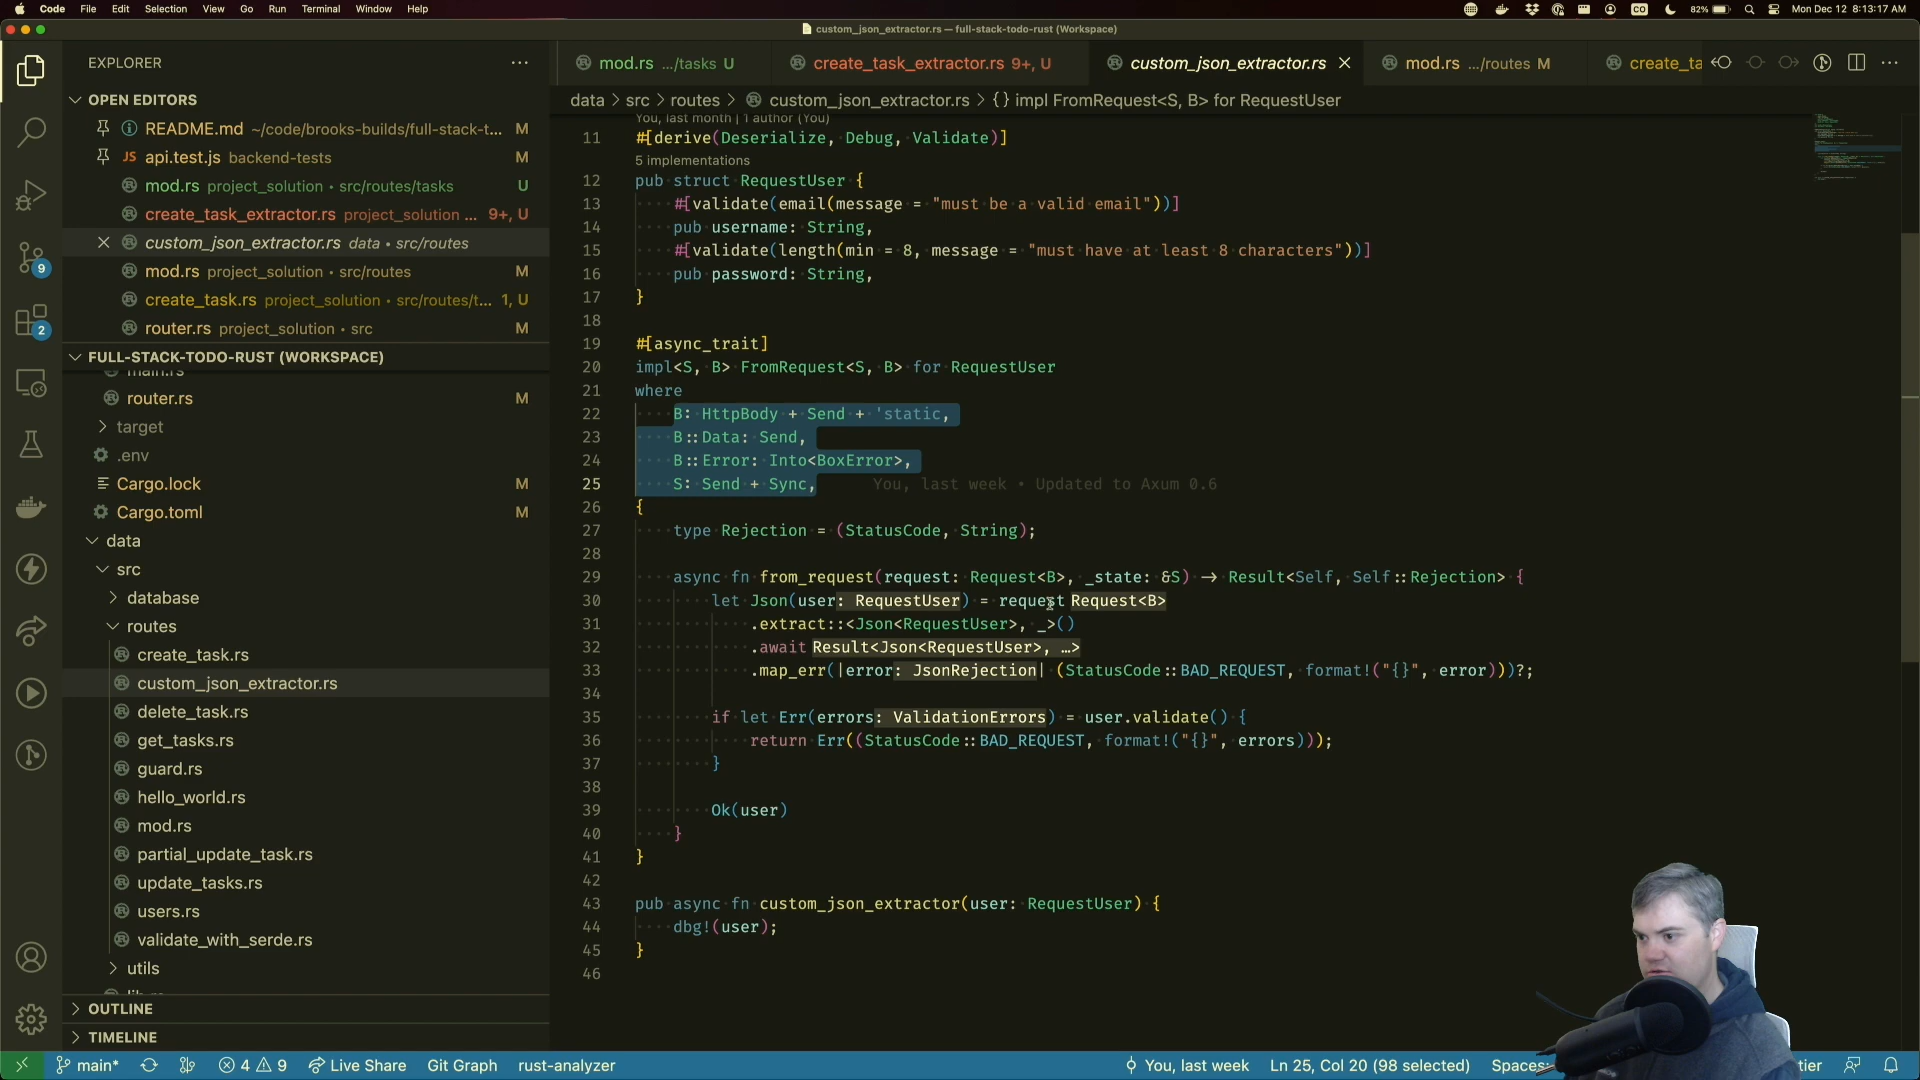 Code File Edit Selection View Go Run Terminal Window Help
82% Mon Dec 12 8:13:17 AM
custom_json_extractor.rs — full-stack-todo-rust (Workspace)
EXPLORER
mod.rs .../tasks U
create_task_extractor.rs 9+, U
custom_json_extractor.rs
mod.rs .../routes M
create_ta
data > src > routes > custom_json_extractor.rs > {} impl FromRequest<S, B> for RequestUser
OPEN EDITORS
README.md ~/code/brooks-builds/full-stack-t... M
api.test.js backend-tests M
mod.rs project_solution • src/routes/tasks U
create_task_extractor.rs project_solution ... 9+, U
custom_json_extractor.rs data • src/routes
mod.rs project_solution • src/routes M
create_task.rs project_solution • src/routes/t... 1, U
router.rs project_solution • src M
FULL-STACK-TODO-RUST (WORKSPACE)
main.rs
router.rs M
target
.env
Cargo.lock M
Cargo.toml M
data
src
database
routes
create_task.rs
custom_json_extractor.rs
delete_task.rs
get_tasks.rs
guard.rs
hello_world.rs
mod.rs
partial_update_task.rs
update_tasks.rs
users.rs
validate_with_serde.rs
utils
OUTLINE
TIMELINE
9
2
You, last month | 1 author (You)
11 #[derive(Deserialize, Debug, Validate)]
5 implementations
12 pub struct RequestUser {
13 #[validate(email(message = "must be a valid email"))]
14 pub username: String,
15 #[validate(length(min = 8, message = "must have at least 8 characters"))]
16 pub password: String,
17 }
18
19 #[async_trait]
20 impl<S, B> FromRequest<S, B> for RequestUser
21 where
22 B: HttpBody + Send + 'static,
23 B::Data: Send,
24 B::Error: Into<BoxError>,
25 S: Send + Sync, You, last week • Updated to Axum 0.6
26 {
27 type Rejection = (StatusCode, String);
28
29 async fn from_request(request: Request<B>, _state: &S) -> Result<Self, Self::Rejection> {
30 let Json(user: RequestUser) = request Request<B>
31 .extract::<Json<RequestUser>, _>()
32 .await Result<Json<RequestUser>, …>
33 .map_err(|error: JsonRejection| (StatusCode::BAD_REQUEST, format!("{}", error)))?;
34
35 if let Err(errors: ValidationErrors) = user.validate() {
36 return Err((StatusCode::BAD_REQUEST, format!("{}", errors)));
37 }
38
39 Ok(user)
40 }
41 }
42
43 pub async fn custom_json_extractor(user: RequestUser) {
44 dbg!(user);
45 }
46
main* 4 9 Live Share Git Graph rust-analyzer You, last week Ln 25, Col 20 (98 selected) Spaces: tier